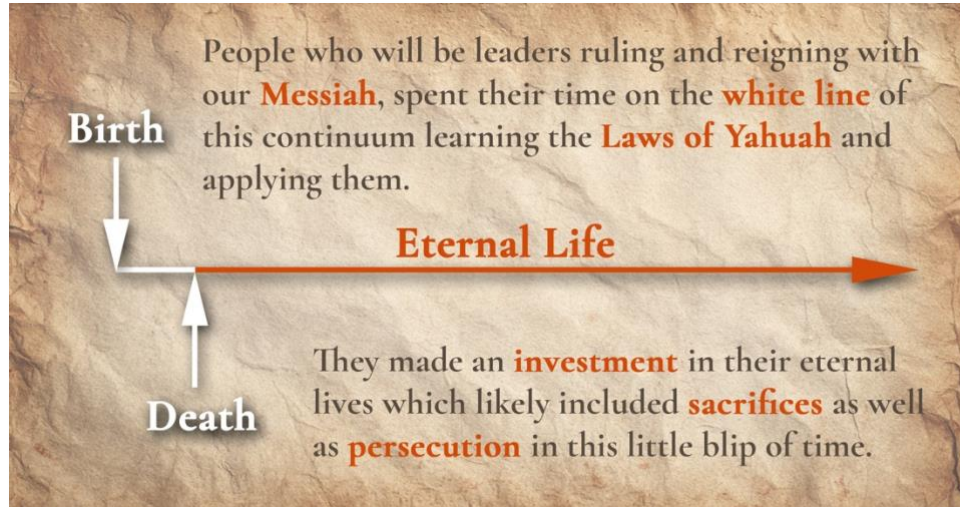 People who will be leaders ruling and reigning with
our Messiah, spent their time on the white line of
this continuum learning the Laws of Yahuah and
applying them.
Birth
Eternal Life
Death
They made an investment in their eternal
lives which likely included sacrifices as well
as persecution in this little blip of time.